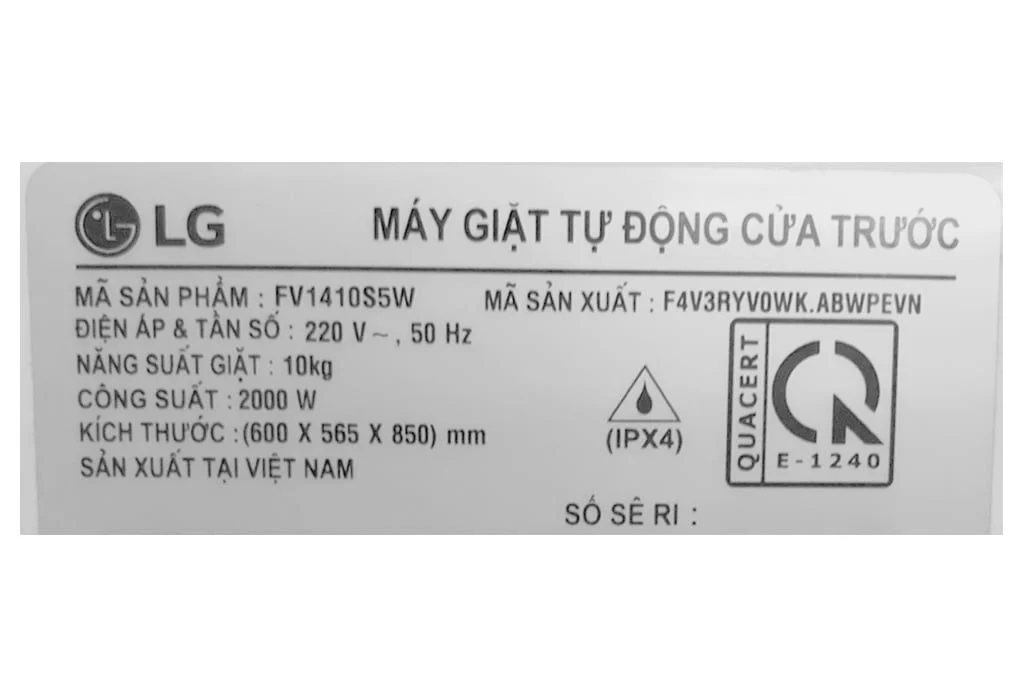 LG MÁY GIẶT TỰ ĐỘNG CỬA TRƯỚC
MÃ SẢN PHẨM : FV1410S5W MÃ SẢN XUẤT : F4V3RYV0WK.ABWPEVN
ĐIỆN ÁP & TẦN SỐ : 220 V ~ , 50 Hz
NĂNG SUẤT GIẶT : 10kg
CÔNG SUẤT : 2000 W
KÍCH THƯỚC : (600 X 565 X 850) mm
SẢN XUẤT TẠI VIỆT NAM
(IPX4)
QUACERT
E-1240
SỐ SÊ RI :